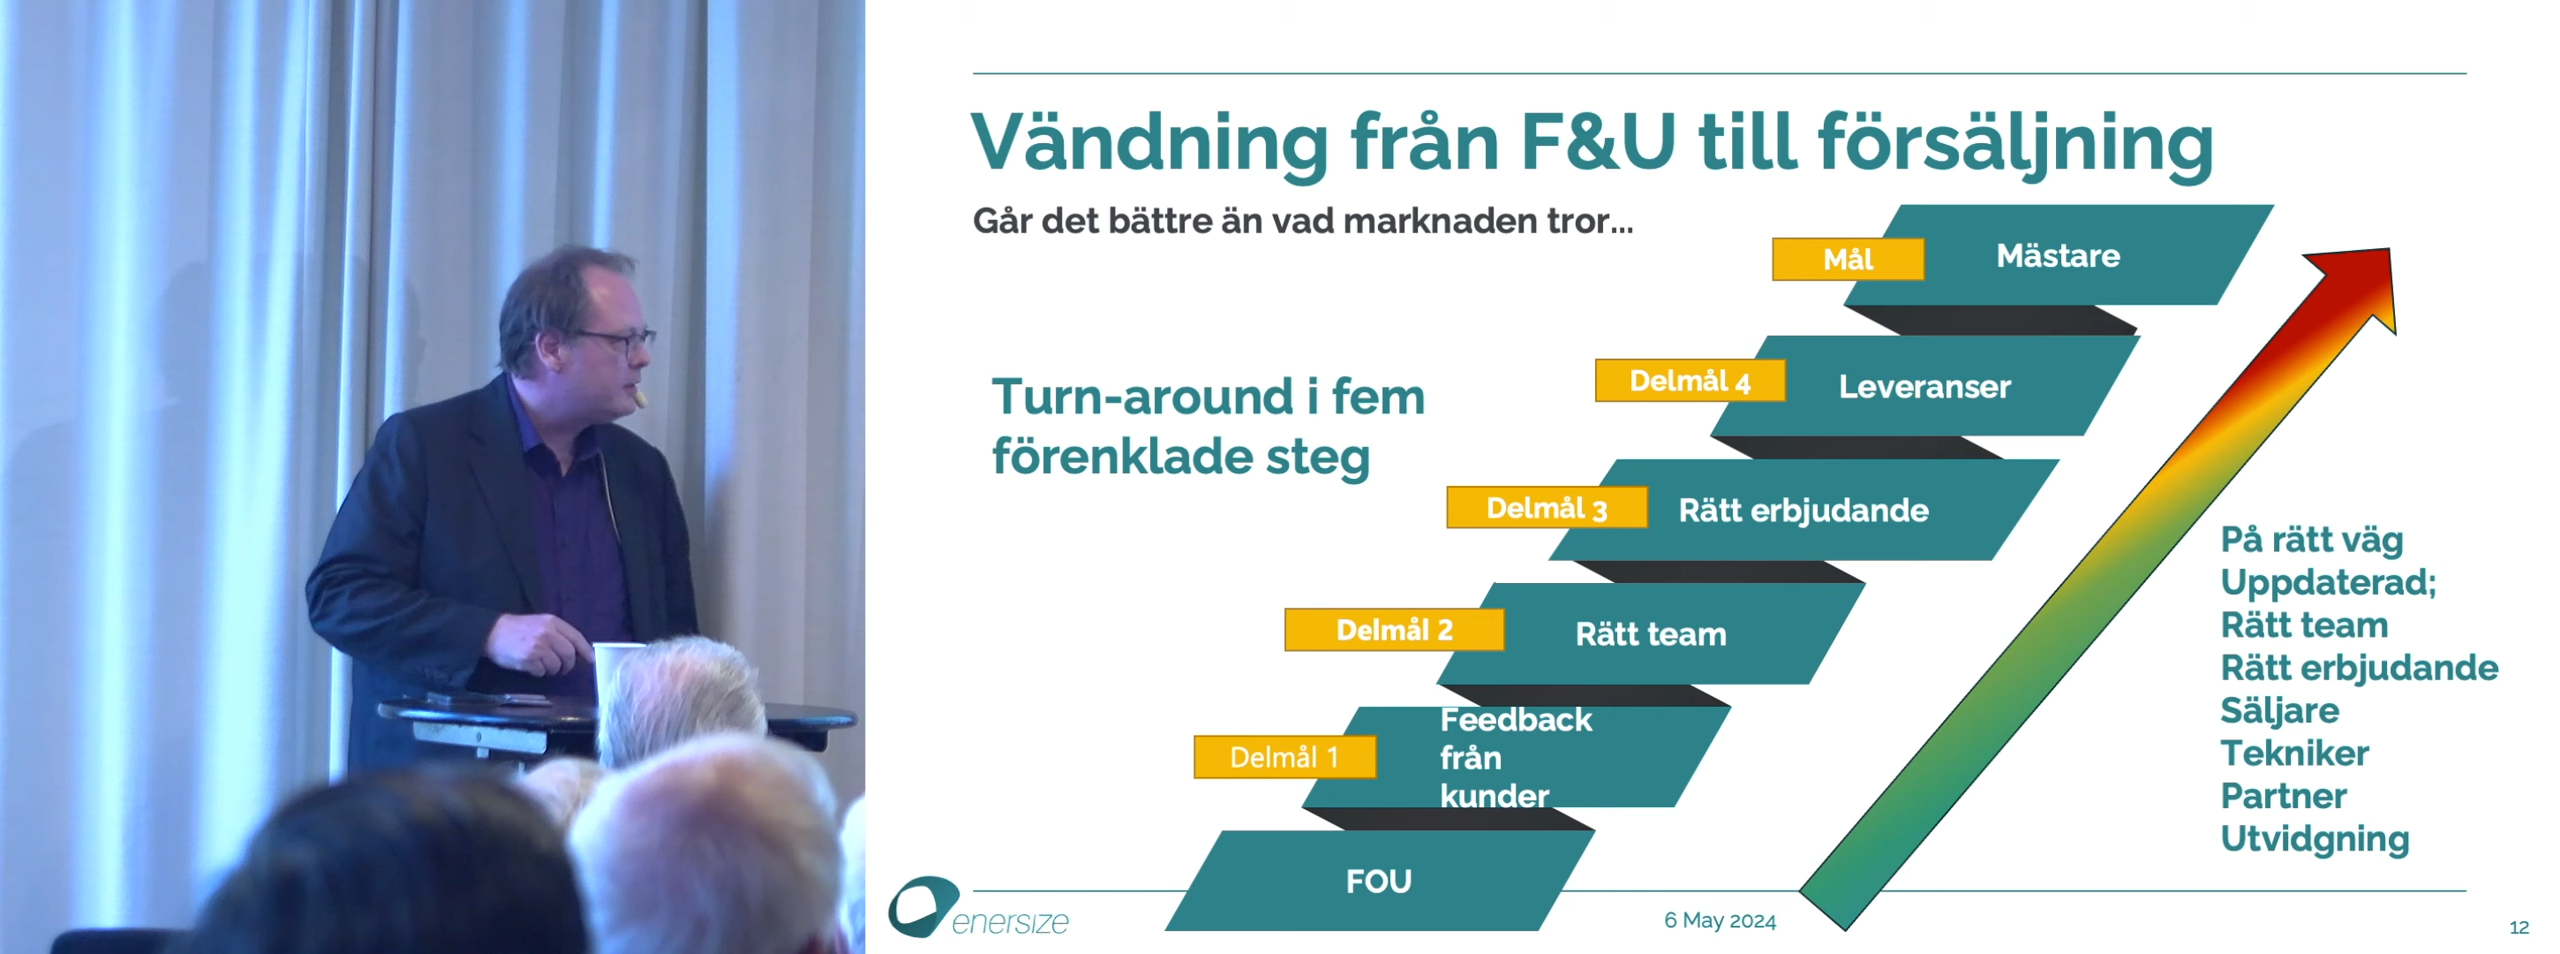 Vändning från F&U till försäljning
Går det bättre än vad marknaden tror...
Mål
Mästare
Delmål 4
Leveranser
Turn-around i fem
förenklade steg
Delmål 3
Rätt erbjudande
Delmål 2
Rätt team
Delmål 1
Feedback
från
kunder
FOU
På rätt väg
Uppdaterad;
Rätt team
Rätt erbjudande
Säljare
Tekniker
Partner
Utvidgning
enersize
6 May 2024
12